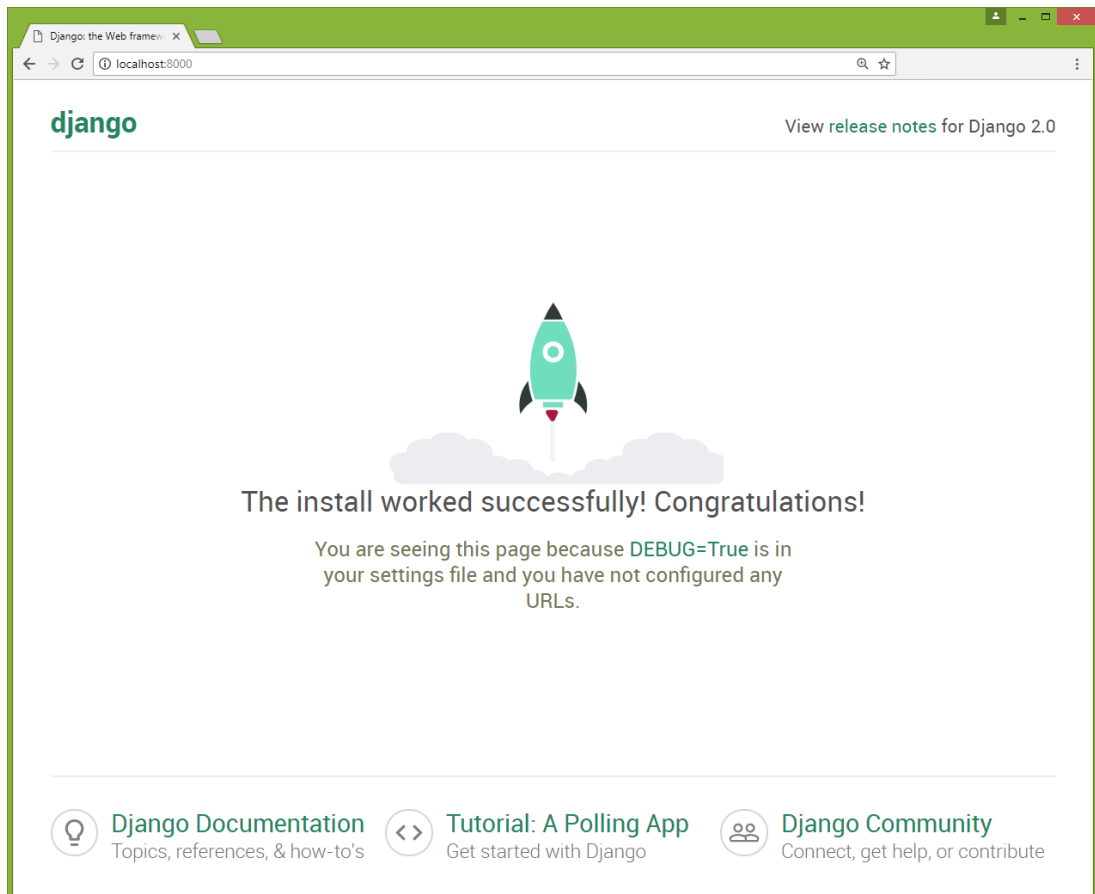 Django: the Web framew
localhost:8000
django
View release notes for Django 2.0
The install worked successfully! Congratulations!
You are seeing this page because DEBUG=True is in
your settings file and you have not configured any
URLs.
Django Documentation
Topics, references, & how-to's
Tutorial: A Polling App
Get started with Django
Django Community
Connect, get help, or contribute